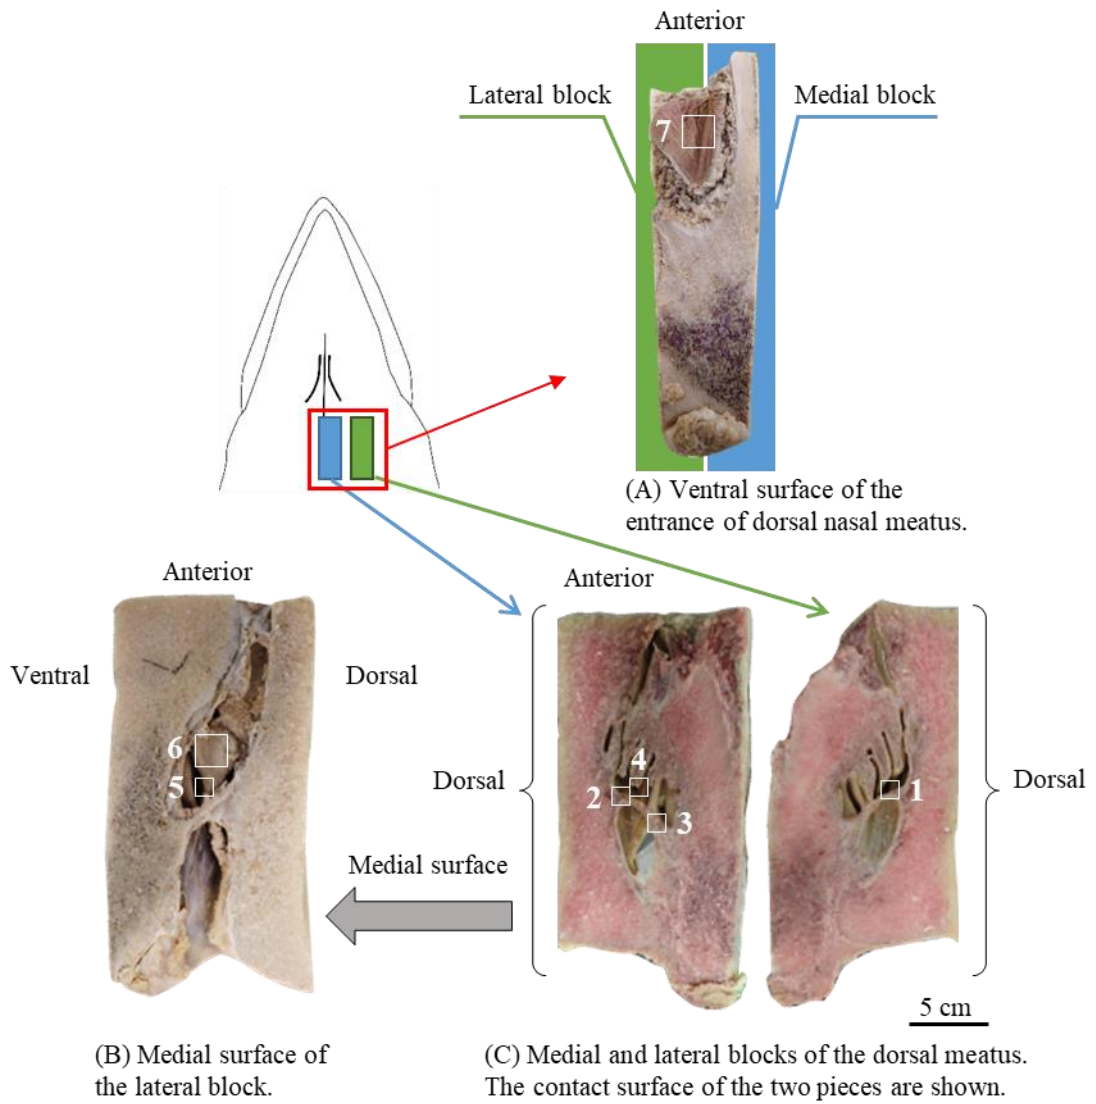 Anterior
Lateral block
Medial block
7
(A) Ventral surface of the
entrance of dorsal nasal meatus.
Anterior
Ventral
Dorsal
6
5
(B) Medial surface of
the lateral block.
Medial surface
Anterior
Dorsal
4
2
3
1
Dorsal
5 cm
(C) Medial and lateral blocks of the dorsal meatus.
The contact surface of the two pieces are shown.